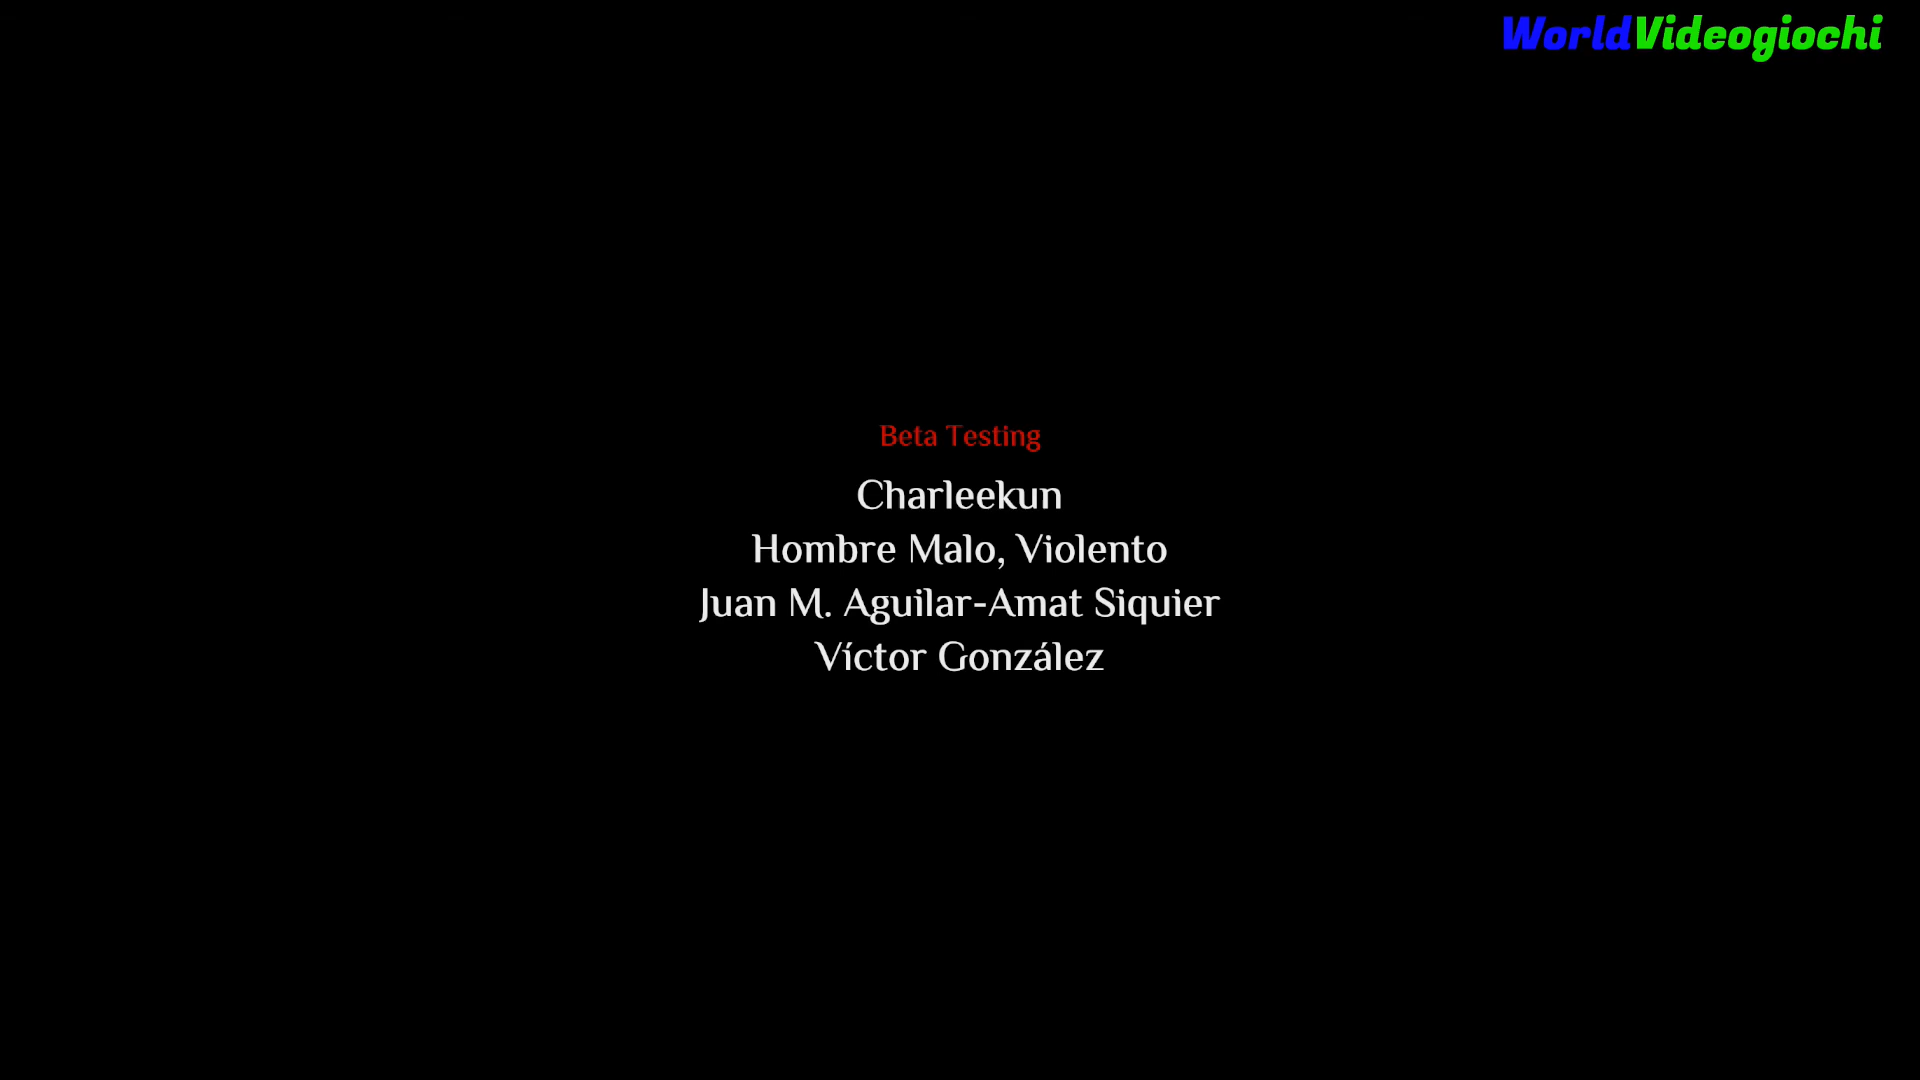 WorldVideogiochi
Beta Testing
Charleekun
Hombre Malo, Violento
Juan M. Aguilar-Amat Siquier
Víctor González